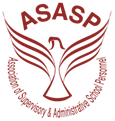 ASASP
Association of Supervisory & Administrative School Personnel